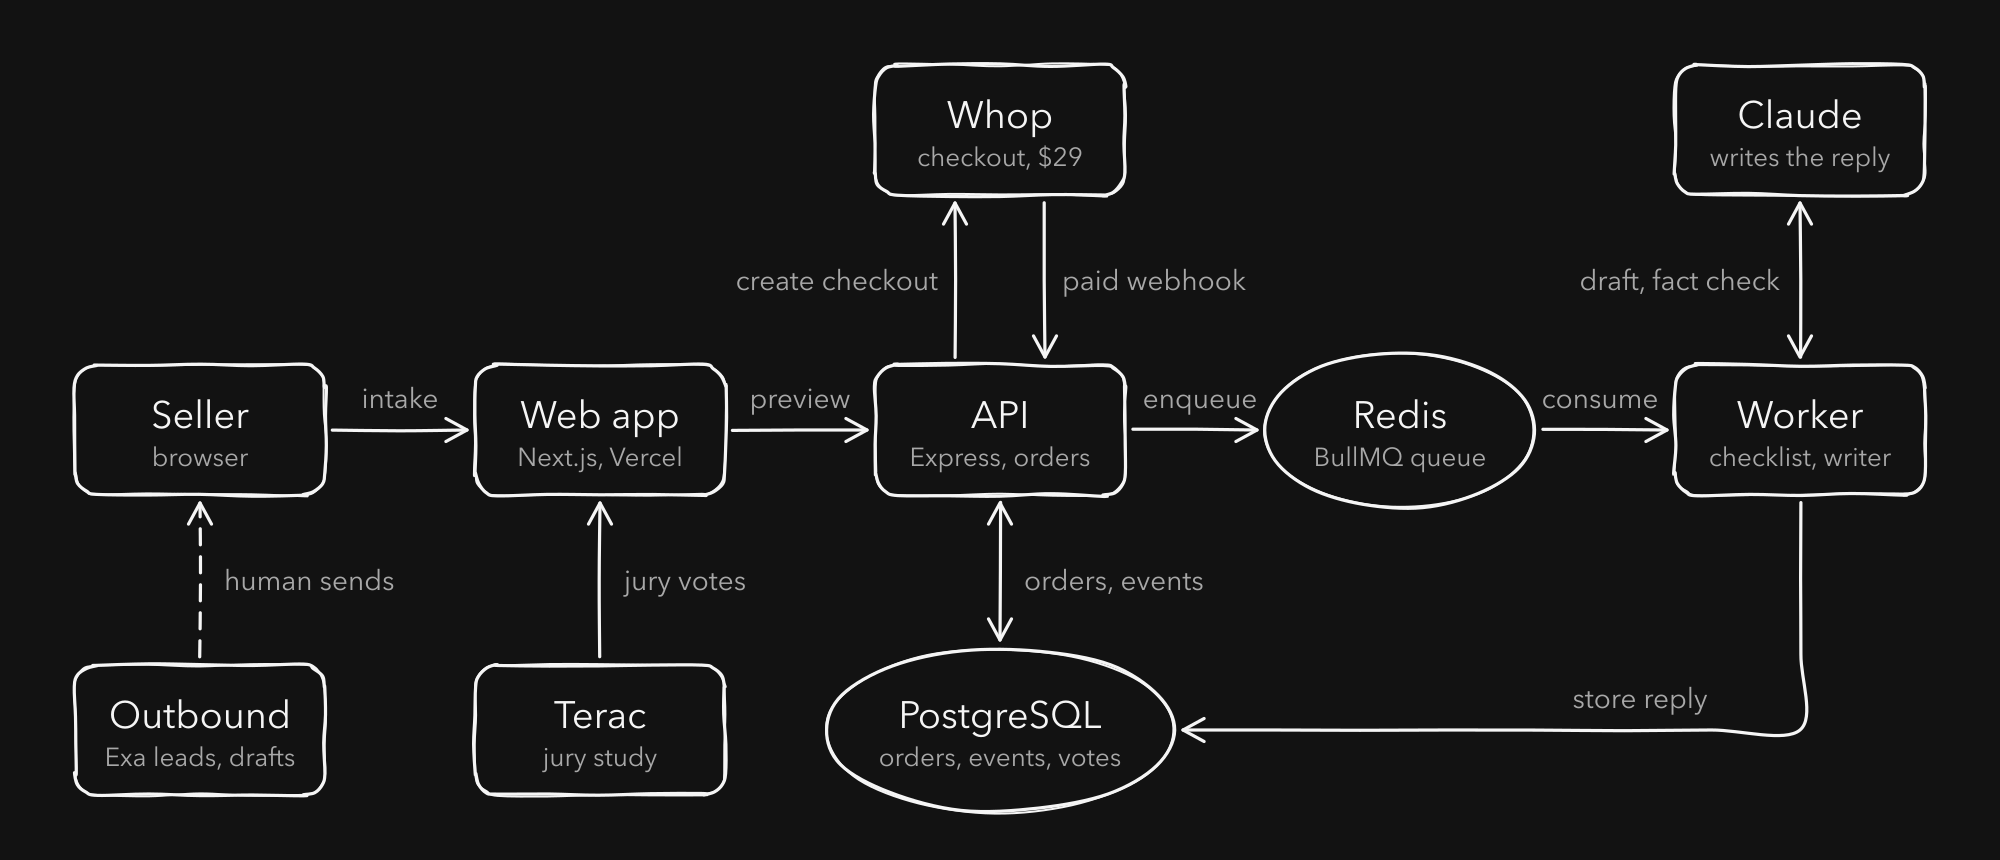 Whop
checkout, $29
Claude
writes the reply
create checkout
paid webhook
draft, fact check
Seller
browser
intake
Web app
Next.js, Vercel
preview
API
Express, orders
enqueue
Redis
BullMQ queue
consume
Worker
checklist, writer
human sends
jury votes
orders, events
Outbound
Exa leads, drafts
Terac
jury study
PostgreSQL
orders, events, votes
store reply